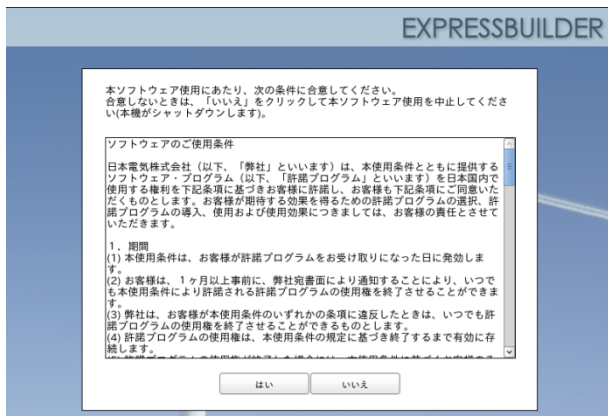 EXPRESSBUILDER
本ソフトウェア使用にあたり、次の条件に合意してください。
合意しないときは、「いいえ」をクリックして本ソフトウェア使用を中止してくださ
い(本機がシャットダウンします)。
ソフトウェアのご使用条件
日本電気株式会社（以下、「弊社」といいます）は、本使用条件とともに提供する
ソフトウェア・プログラム（以下、「許諾プログラム」といいます）を日本国内で
使用する権利を下記条項に基づきお客様に許諾し、お客様も下記条項にご同意いた
だくものとします。お客様が期待する効果を得るための許諾プログラムの選択、許
諾プログラムの導入、使用および使用効果につきましては、お客様の責任とさせて
いただきます。
１．期間
(1) 本使用条件は、お客様が許諾プログラムをお受け取りになった日に発効しま
す。
(2) お客様は、１ヶ月以上事前に、弊社宛書面により通知することにより、いつで
も本使用条件により許諾される許諾プログラムの使用権を終了させることができま
す。
(3) 弊社は、お客様が本使用条件のいずれかの条項に違反したときは、いつでも許
諾プログラムの使用権を終了させることができるものとします。
(4) 許諾プログラムの使用権は、本使用条件の規定に基づき終了するまで有効に存
続します。
はい
いいえ